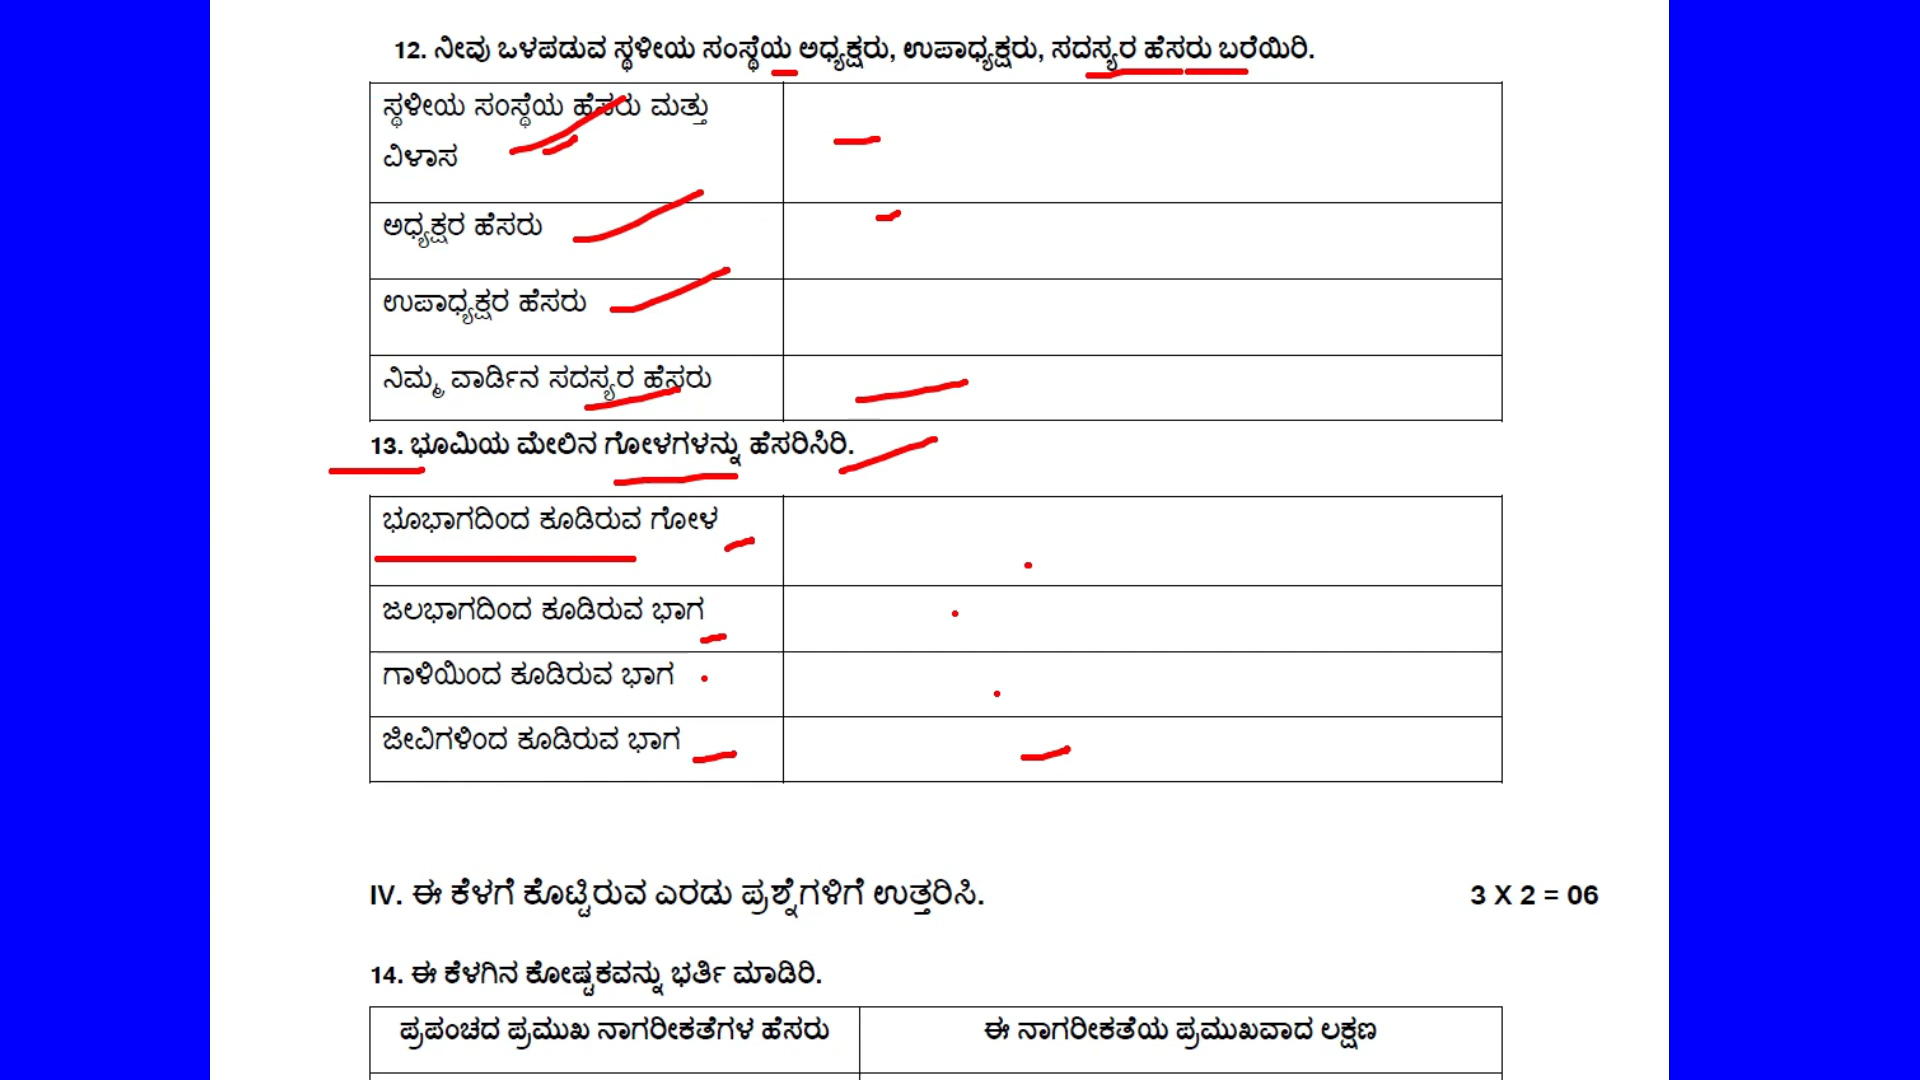 12. ನೀವು ಒಳಪಡುವ ಸ್ಥಳೀಯ ಸಂಸ್ಥೆಯ ಅಧ್ಯಕ್ಷರು, ಉಪಾಧ್ಯಕ್ಷರು, ಸದಸ್ಯರ ಹೆಸರು ಬರೆಯಿರಿ.
ಸ್ಥಳೀಯ ಸಂಸ್ಥೆಯ ಹೆಸರು ಮತ್ತು
ವಿಳಾಸ
ಅಧ್ಯಕ್ಷರ ಹೆಸರು
ಉಪಾಧ್ಯಕ್ಷರ ಹೆಸರು
ನಿಮ್ಮ ವಾರ್ಡಿನ ಸದಸ್ಯರ ಹೆಸರು
13. ಭೂಮಿಯ ಮೇಲಿನ ಗೋಳಗಳನ್ನು ಹೆಸರಿಸಿರಿ.
ಭೂಭಾಗದಿಂದ ಕೂಡಿರುವ ಗೋಳ
ಜಲಭಾಗದಿಂದ ಕೂಡಿರುವ ಭಾಗ
ಗಾಳಿಯಿಂದ ಕೂಡಿರುವ ಭಾಗ
ಜೀವಿಗಳಿಂದ ಕೂಡಿರುವ ಭಾಗ
IV. ಈ ಕೆಳಗೆ ಕೊಟ್ಟಿರುವ ಎರಡು ಪ್ರಶ್ನೆಗಳಿಗೆ ಉತ್ತರಿಸಿ. 3 X 2 = 06
14. ಈ ಕೆಳಗಿನ ಕೋಷ್ಟಕವನ್ನು ಭರ್ತಿ ಮಾಡಿರಿ.
ಪ್ರಪಂಚದ ಪ್ರಮುಖ ನಾಗರೀಕತೆಗಳ ಹೆಸರು ಈ ನಾಗರೀಕತೆಯ ಪ್ರಮುಖವಾದ ಲಕ್ಷಣ